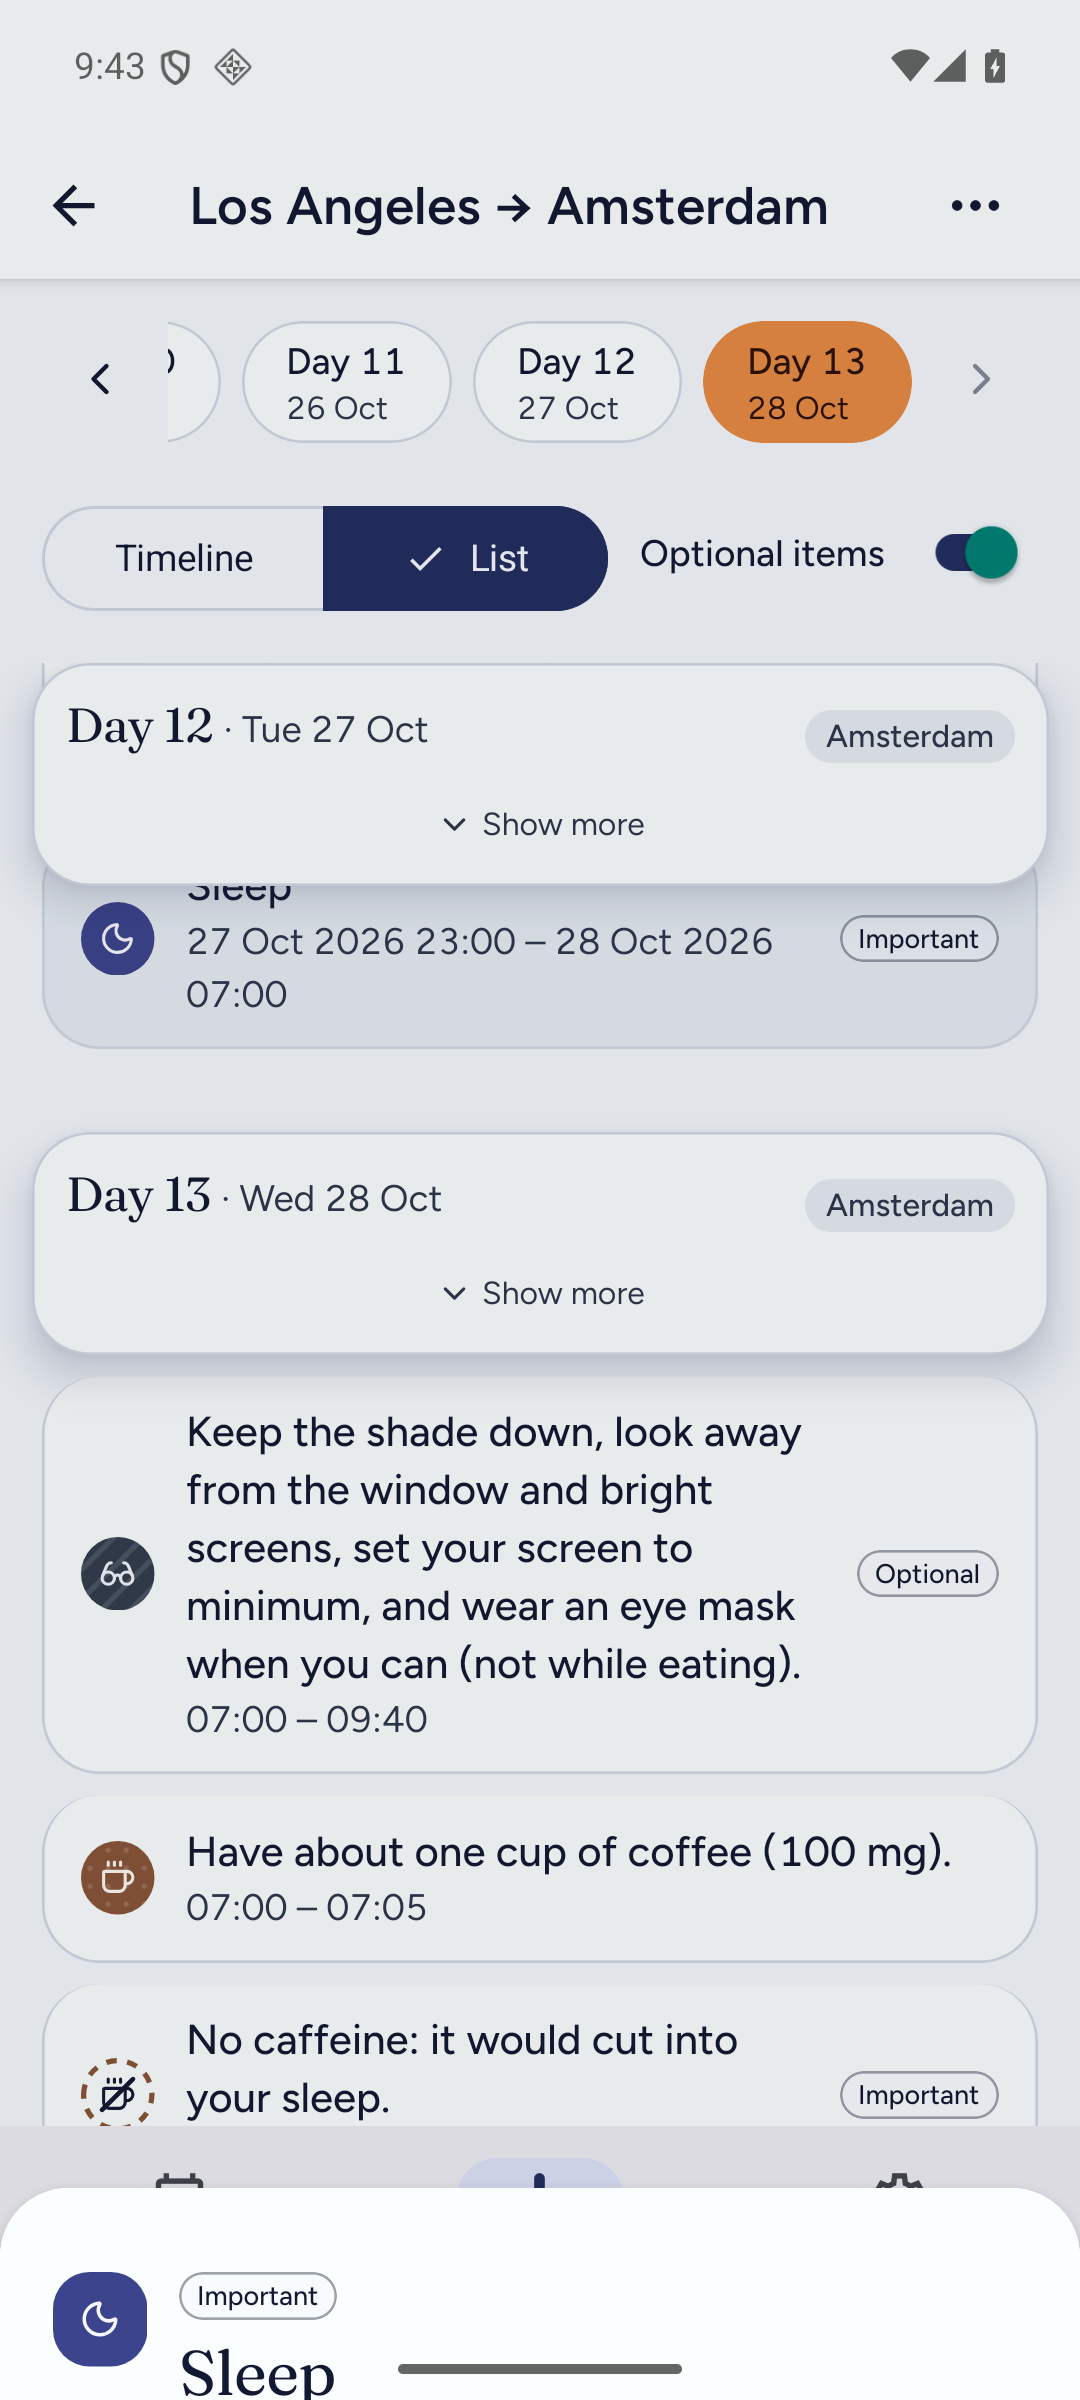 9:43
Los Angeles → Amsterdam
Day 11
26 Oct
Day 12
27 Oct
Day 13
28 Oct
Timeline
List
Optional items
Day 12 · Tue 27 Oct
Amsterdam
Show more
Sleep
27 Oct 2026 23:00 – 28 Oct 2026
07:00
Important
Day 13 · Wed 28 Oct
Amsterdam
Show more
Keep the shade down, look away
from the window and bright
screens, set your screen to
minimum, and wear an eye mask
when you can (not while eating).
07:00 – 09:40
Optional
Have about one cup of coffee (100 mg).
07:00 – 07:05
No caffeine: it would cut into
your sleep.
Important
Important
Sleep